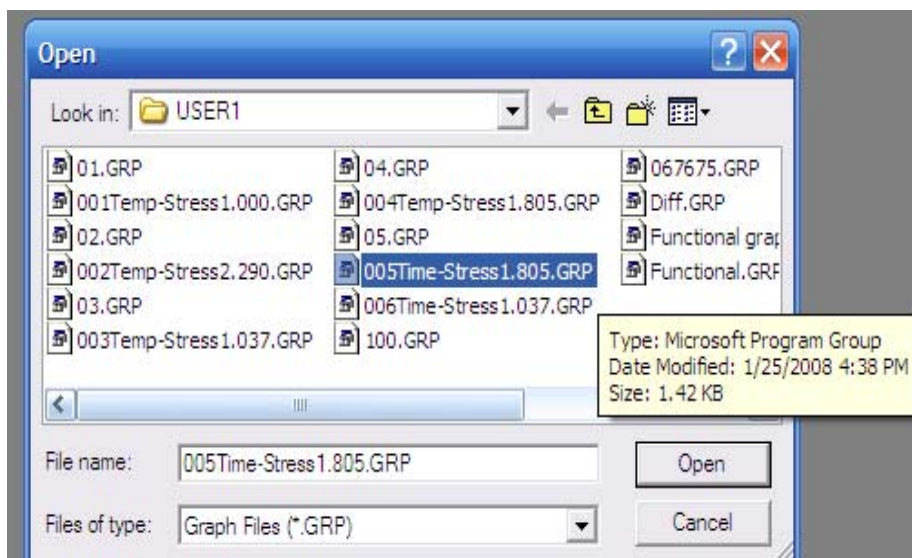 Open
Look in: USER1
01.GRP
001Temp-Stress1.000.GRP
02.GRP
002Temp-Stress2.290.GRP
03.GRP
003Temp-Stress1.037.GRP
04.GRP
004Temp-Stress1.805.GRP
05.GRP
005Time-Stress1.805.GRP
006Time-Stress1.037.GRP
100.GRP
067675.GRP
Diff.GRP
Functional
Functional.GRF
Type: Microsoft Program Group
Date Modified: 1/25/2008 4:38 PM
Size: 1.42 KB
File name: 005Time-Stress1.805.GRP Open
Files of type: Graph Files (*.GRP) Cancel